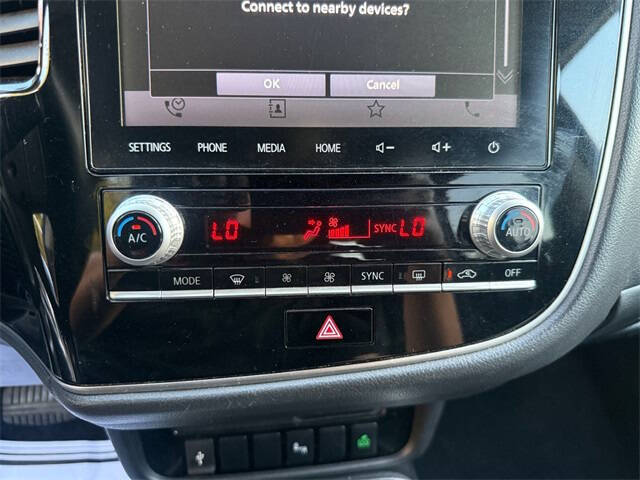 Connect to nearby devices?
OK Cancel
SETTINGS PHONE MEDIA HOME
LO SYNC LO
A/C AUTO
MODE SYNC OFF